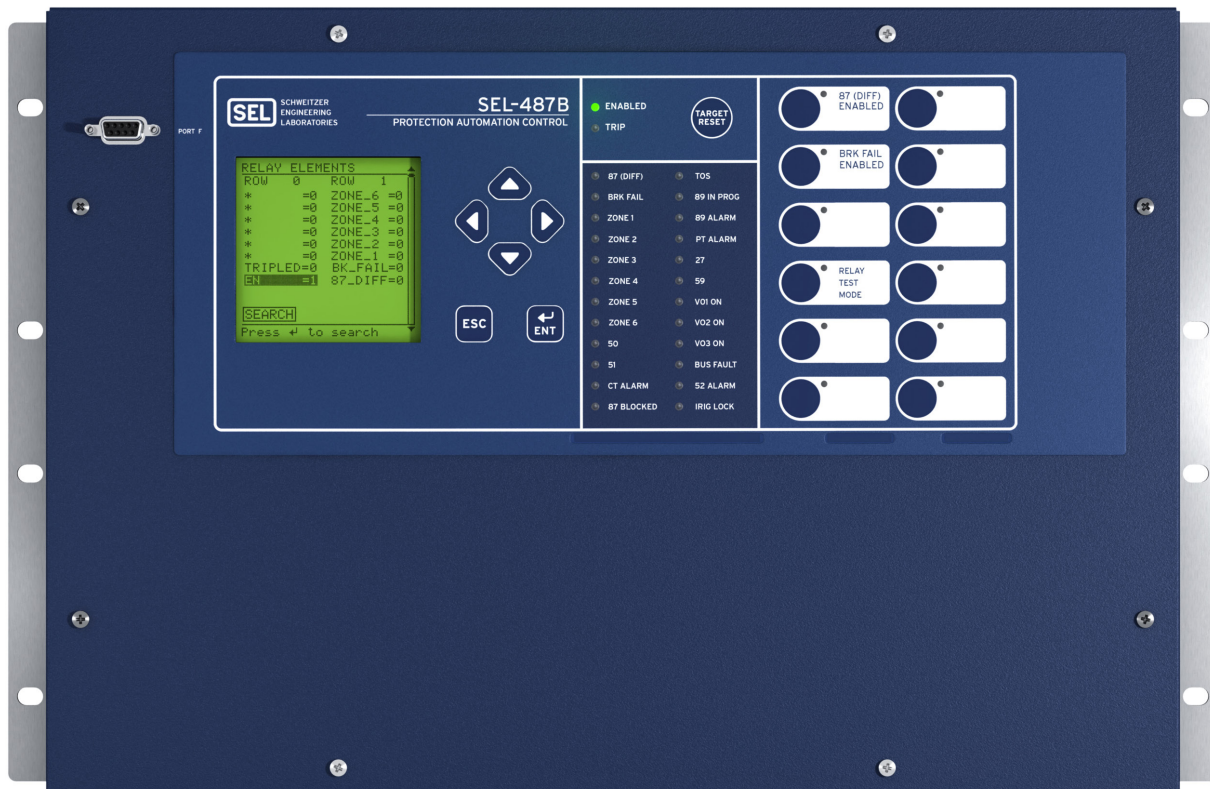 PORT F
SEL
SCHWEITZER
ENGINEERING
LABORATORIES
SEL-487B
PROTECTION AUTOMATION CONTROL
RELAY ELEMENTS
ROW 0 ROW 1
* =0 ZONE_6 =0
* =0 ZONE_5 =0
* =0 ZONE_4 =0
* =0 ZONE_3 =0
* =0 ZONE_2 =0
* =0 ZONE_1 =0
TRIPLED=0 BK_FAIL=0
EN =1 87_DIFF=0
SEARCH
Press ↵ to search
ESC
ENT
ENABLED
TRIP
TARGET
RESET
87 (DIFF) TOS
BRK FAIL 89 IN PROG
ZONE 1 89 ALARM
ZONE 2 PT ALARM
ZONE 3 27
ZONE 4 59
ZONE 5 V01 ON
ZONE 6 V02 ON
50 V03 ON
51 BUS FAULT
CT ALARM 52 ALARM
87 BLOCKED IRIG LOCK
87 (DIFF)
ENABLED
BRK FAIL
ENABLED
RELAY
TEST
MODE